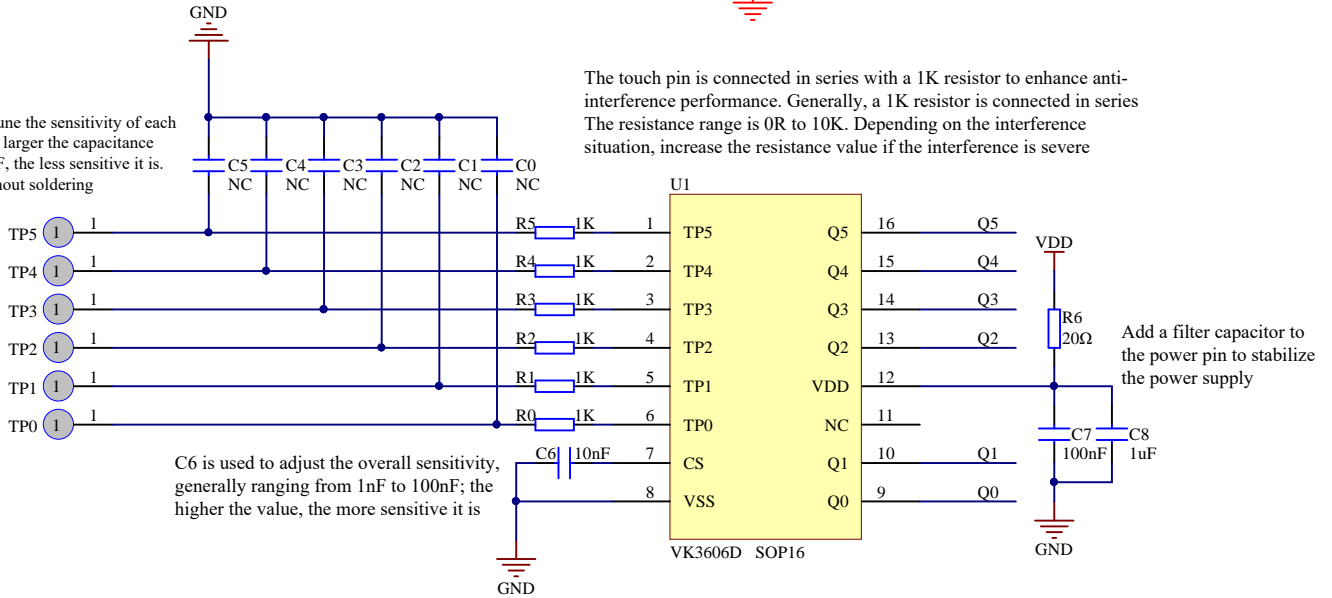 GND
The touch pin is connected in series with a 1K resistor to enhance anti-
interference performance. Generally, a 1K resistor is connected in series
The resistance range is 0R to 10K. Depending on the interference
situation, increase the resistance value if the interference is severe
the sensitivity of each
larger the capacitance
the less sensitive it is.
soldering
C5 C4 C3 C2 C1 C0
NC NC NC NC NC NC
U1
TP5 1 1 R5 1K 1 TP5 Q5 16 Q5
VDD
TP4 1 1 R4 1K 2 TP4 Q4 15 Q4
TP3 1 1 R3 1K 3 TP3 Q3 14 Q3
R6
20Ω
TP2 1 1 R2 1K 4 TP2 Q2 13 Q2
Add a filter capacitor to
the power pin to stabilize
the power supply
TP1 1 1 R1 1K 5 TP1 VDD 12
TP0 1 1 R0 1K 6 TP0 NC 11
C7 C8
100nF 1uF
C6 10nF 7 CS Q1 10 Q1
C6 is used to adjust the overall sensitivity,
generally ranging from 1nF to 100nF; the
higher the value, the more sensitive it is
8 VSS Q0 9 Q0
VK3606D SOP16
GND
GND